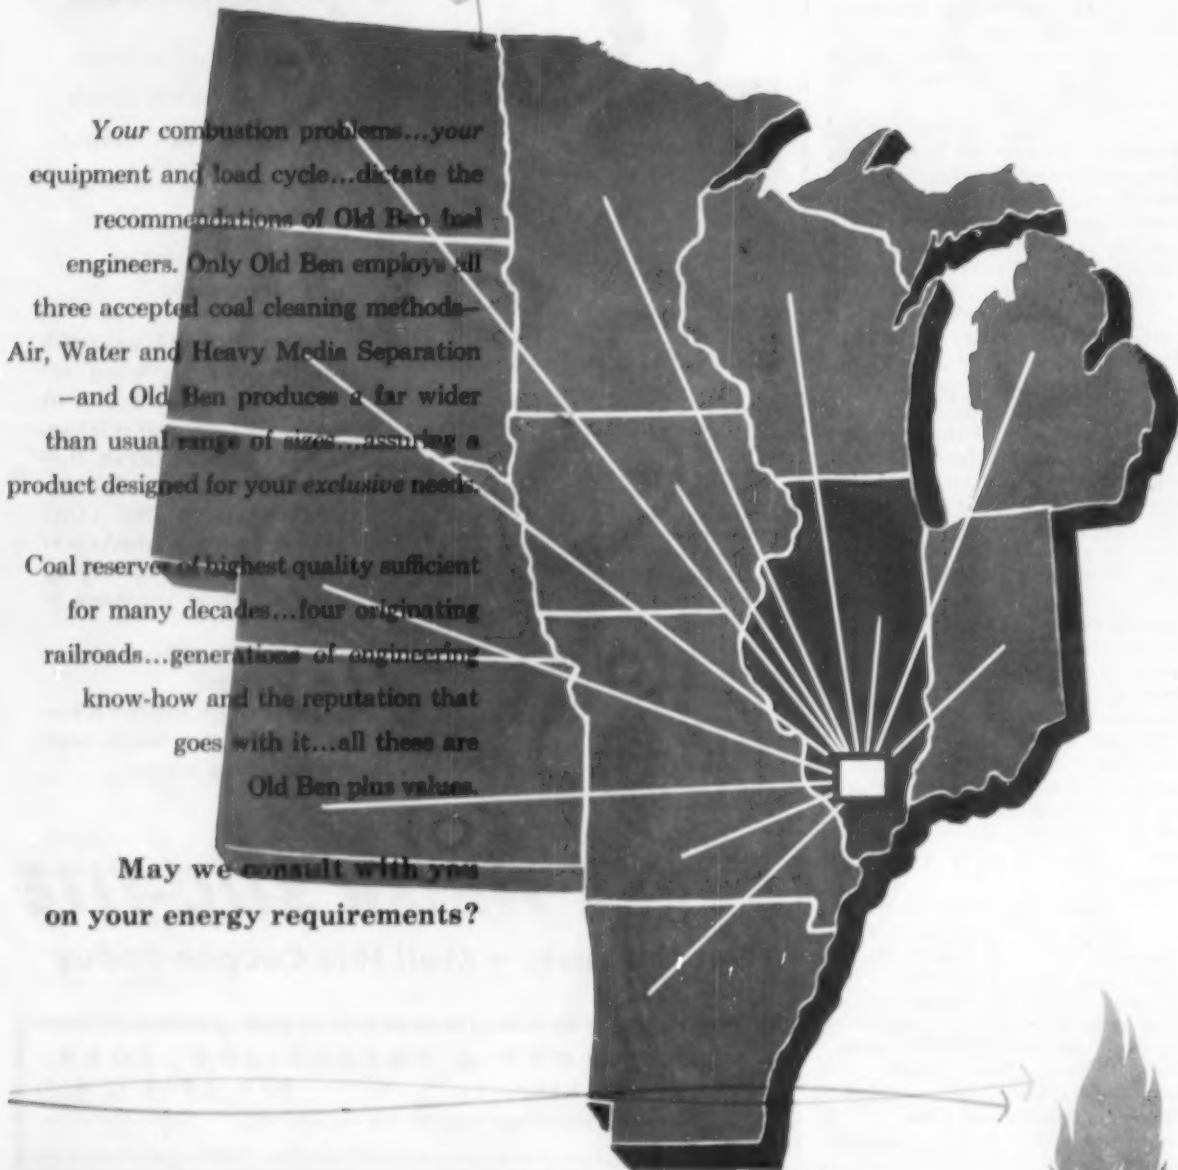 Your combustion problems...your
equipment and load cycle...dictate the
recommendations of Old Ben fuel
engineers. Only Old Ben employs all
three accepted coal cleaning methods—
Air, Water and Heavy Media Separation
—and Old Ben produces a far wider
than usual range of sizes...assuring a
product designed for your exclusive needs.
Coal reserves of highest quality sufficient
for many decades...four originating
railroads...generations of engineering
know-how and the reputation that
goes with it...all these are
Old Ben plus values.
May we consult with you
on your energy requirements?